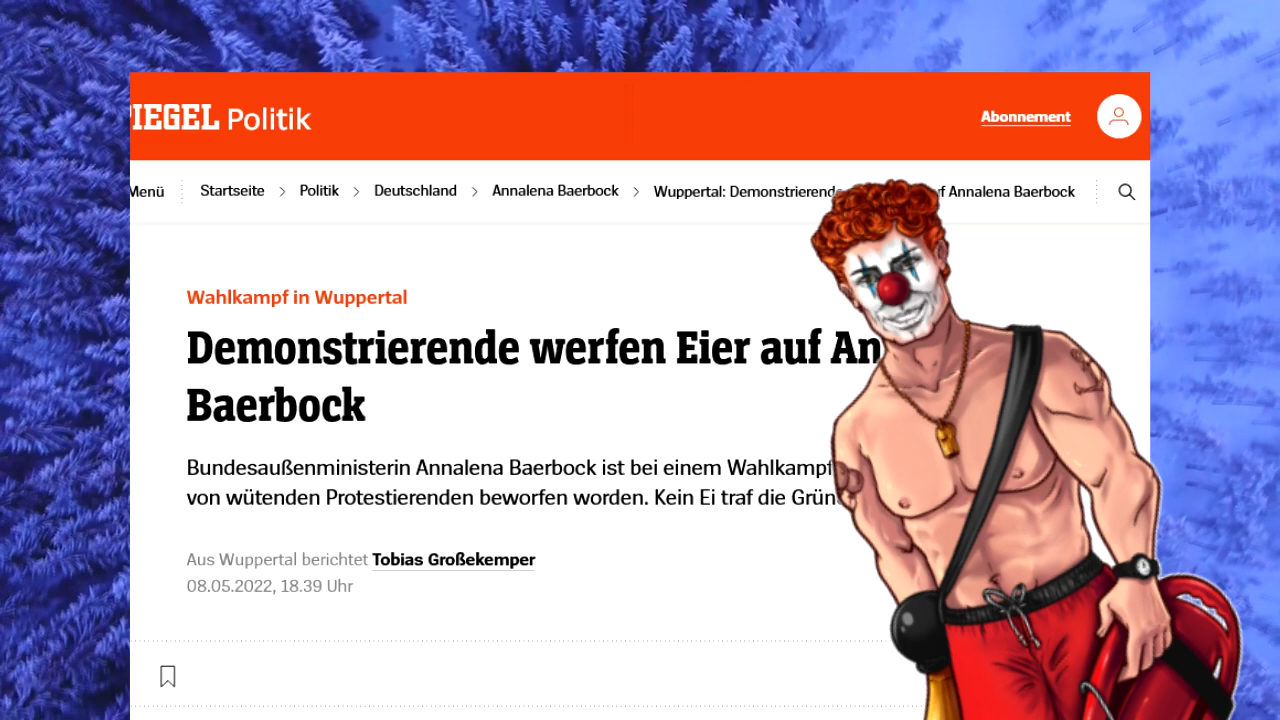 PIEGEL Politik
Abonnement
Menü
Startseite
Politik
Deutschland
Annalena Baerbock
Wuppertal: Demonstrierende
auf Annalena Baerbock
Wahlkampf in Wuppertal
Demonstrierende werfen Eier auf An
Baerbock
Bundesaußenministerin Annalena Baerbock ist bei einem Wahlkampf
von wütenden Protestierenden beworfen worden. Kein Ei traf die Grün
Aus Wuppertal berichtet Tobias Großekemper
08.05.2022, 18.39 Uhr